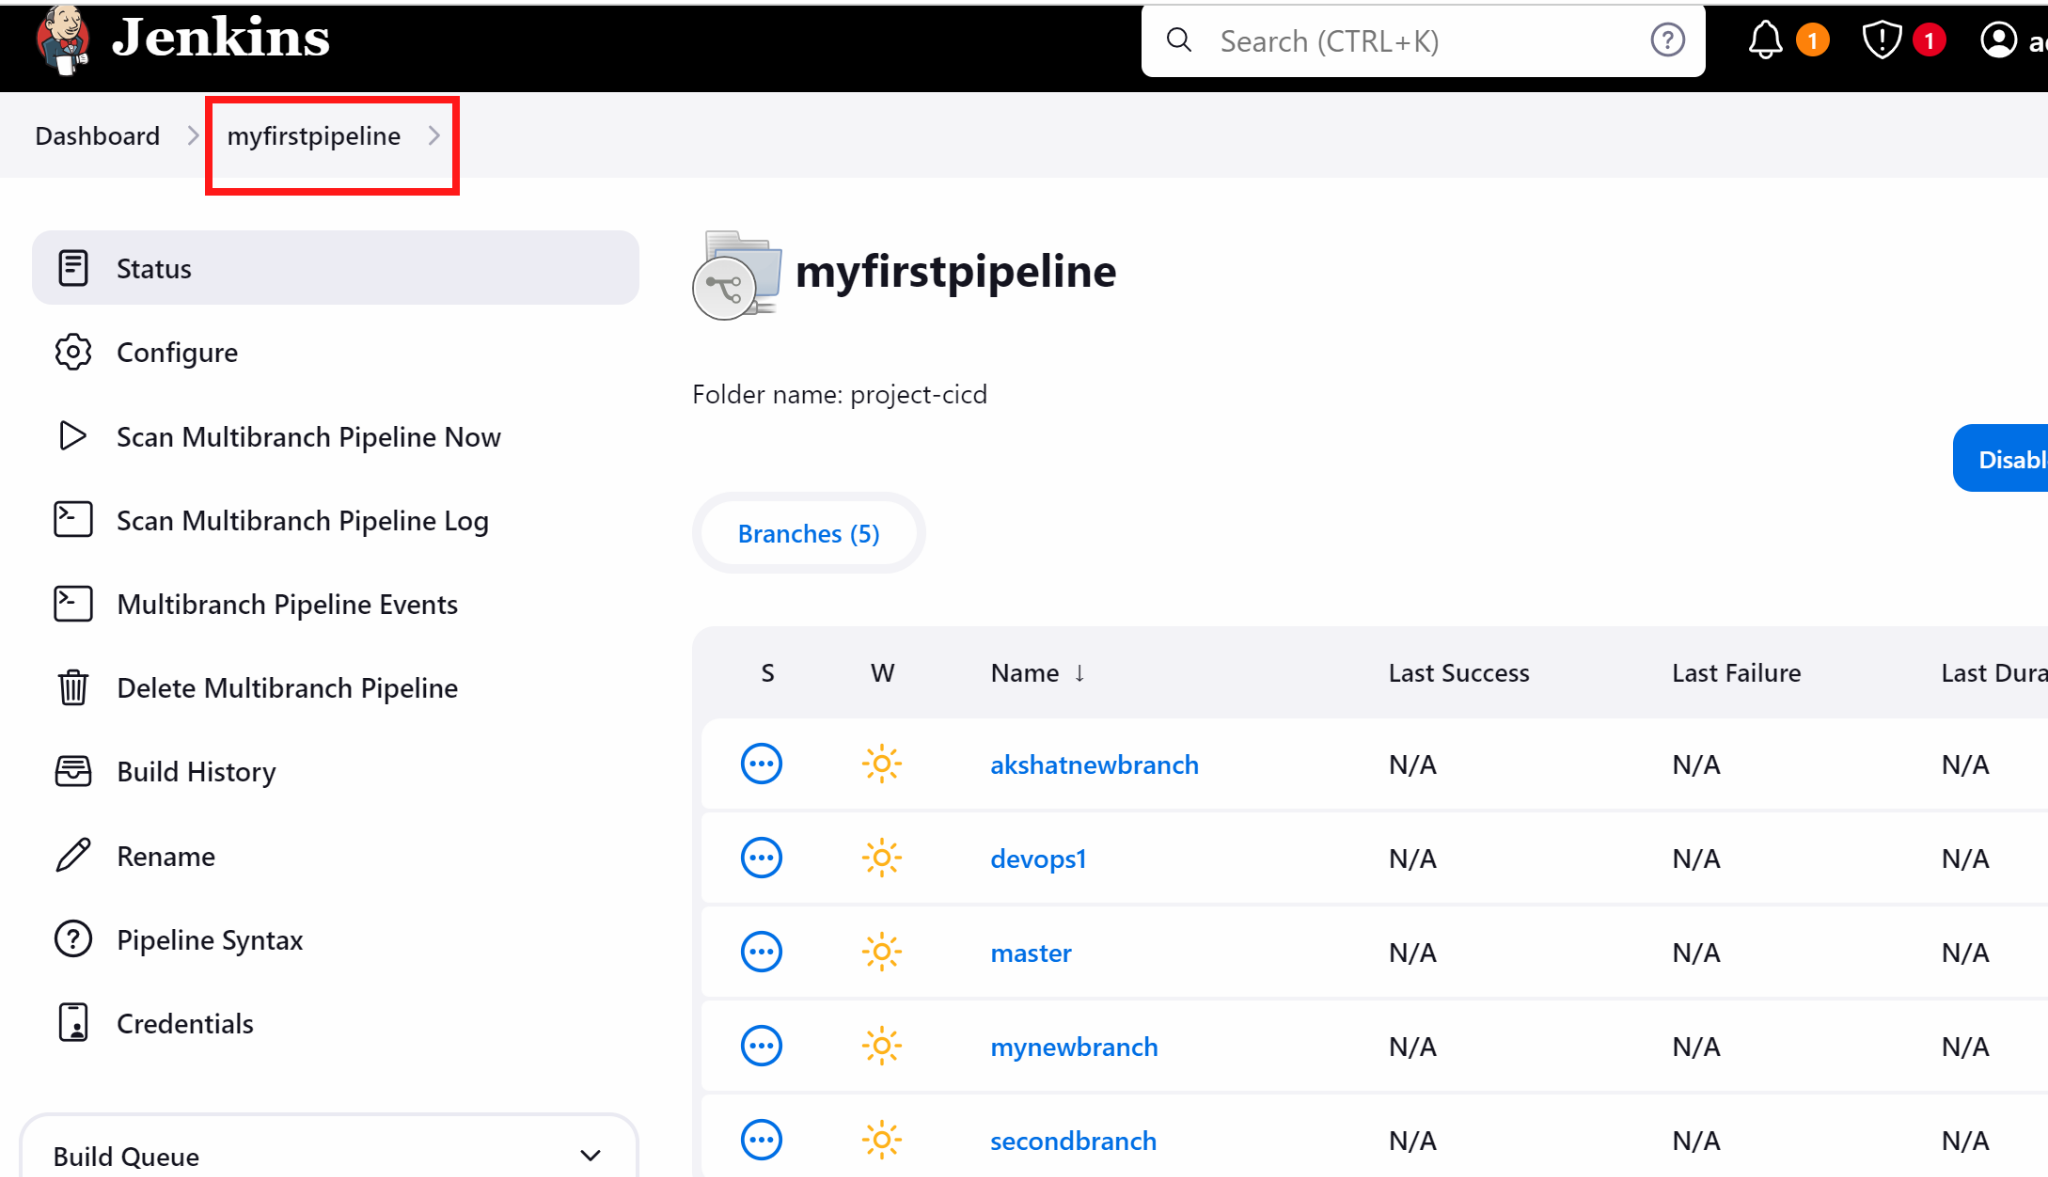 Jenkins
Search (CTRL+K)
1
1
Dashboard
myfirstpipeline
Status
Configure
Scan Multibranch Pipeline Now
Scan Multibranch Pipeline Log
Multibranch Pipeline Events
Delete Multibranch Pipeline
Build History
Rename
Pipeline Syntax
Credentials
Build Queue
myfirstpipeline
Folder name: project-cicd
Branches (5)
S W Name ↓ Last Success Last Failure Last
akshatnewbranch N/A N/A N/A
devops1 N/A N/A N/A
master N/A N/A N/A
mynewbranch N/A N/A N/A
secondbranch N/A N/A N/A